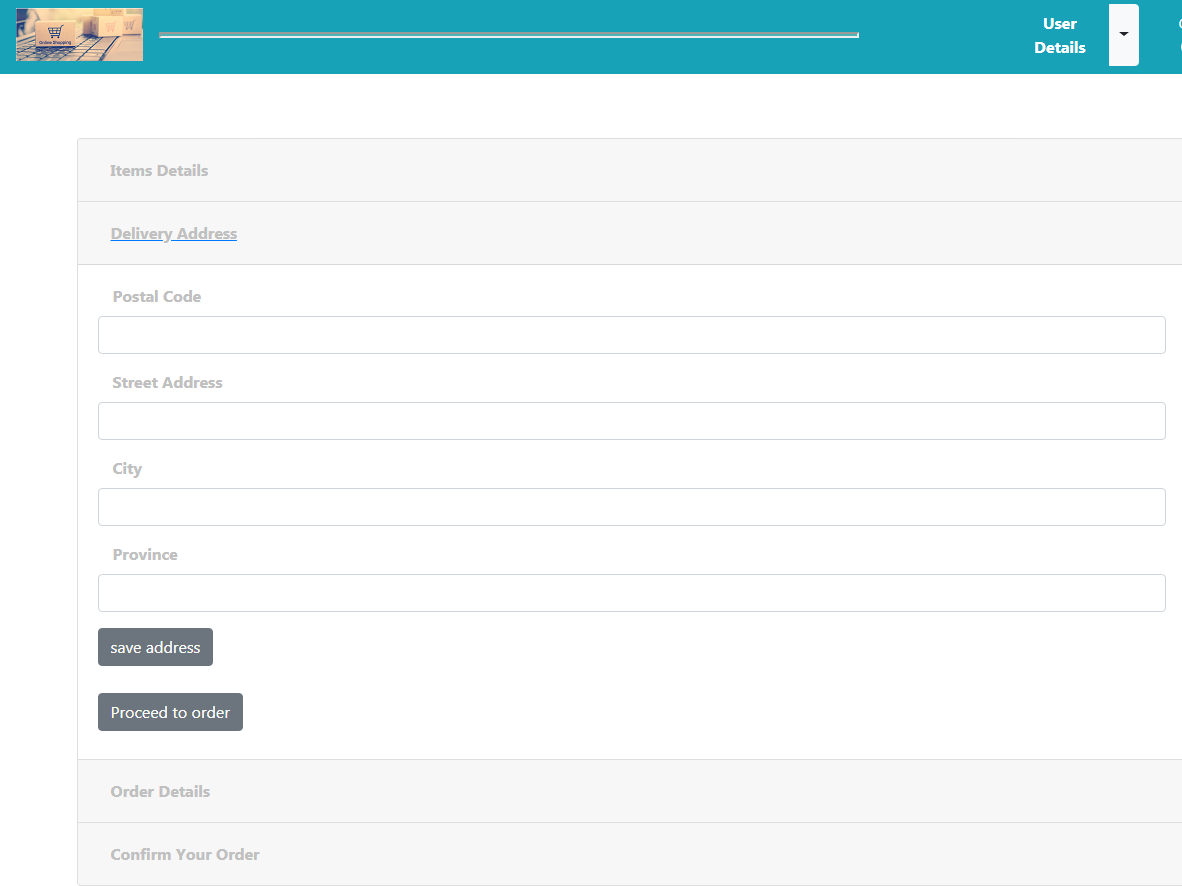 Online Shopping
User
Details
Items Details
Delivery Address
Postal Code
Street Address
City
Province
save address
Proceed to order
Order Details
Confirm Your Order